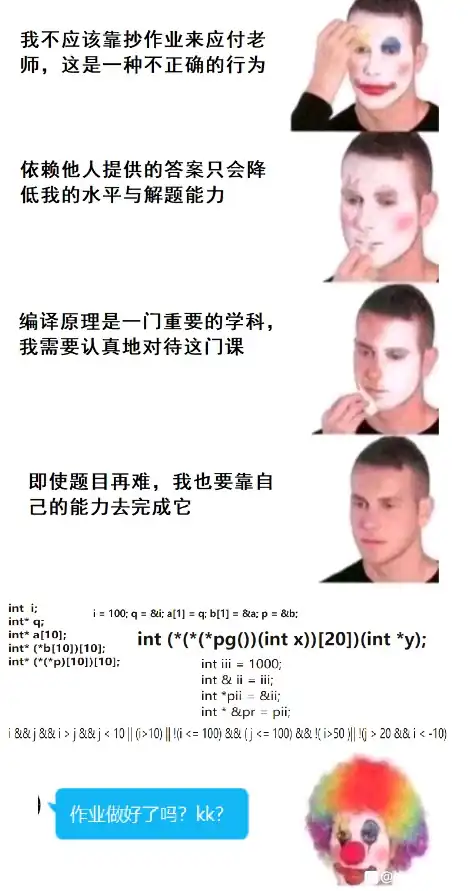 我不应该靠抄作业来应付老
师，这是一种不正确的行为
依赖他人提供的答案只会降
低我的水平与解题能力
编译原理是一门重要的学科，
我需要认真地对待这门课
即使题目再难，我也要靠自
己的能力去完成它
int i;
int* q;
int* a[10];
int* (*b[10])[10];
int* (*(*p)[10])[10];
i = 100; q = &i; a[1] = q; b[1] = &a; p = &b;
int (*(*(*pg())(int x))[20])(int *y);
int iii = 1000;
int & ii = iii;
int *pii = &ii;
int * &pr = pii;
i && j && i > j && j < 10 || (i>10) || !(i <= 100) && ( j <= 100) && !( i >50 )|| !(j > 20 && i < -10)
作业做好了吗？kk？